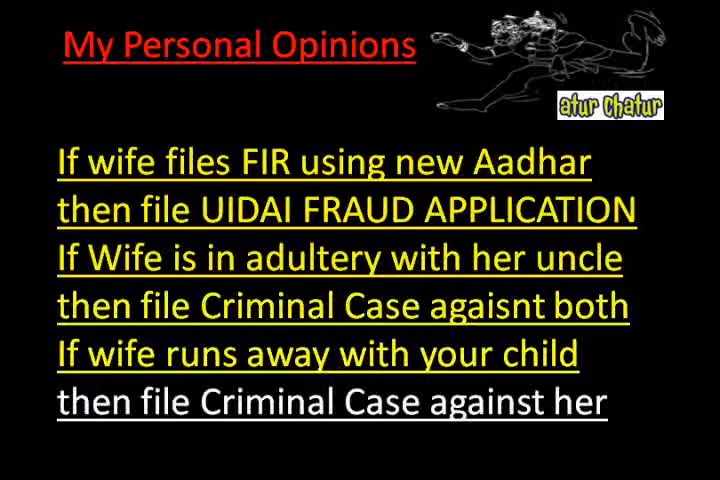 My Personal Opinions
atur Chatur
If wife files FIR using new Aadhar
then file UIDAI FRAUD APPLICATION
If Wife is in adultery with her uncle
then file Criminal Case agaisnt both
If wife runs away with your child
then file Criminal Case against her